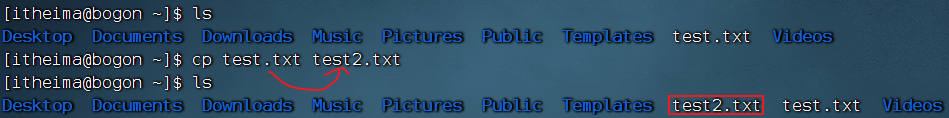 [itheima@bogon ~]$ ls
Desktop Documents Downloads Music Pictures Public Templates test.txt Videos
[itheima@bogon ~]$ cp test.txt test2.txt
[itheima@bogon ~]$ ls
Desktop Documents Downloads Music Pictures Public Templates test2.txt test.txt Videos